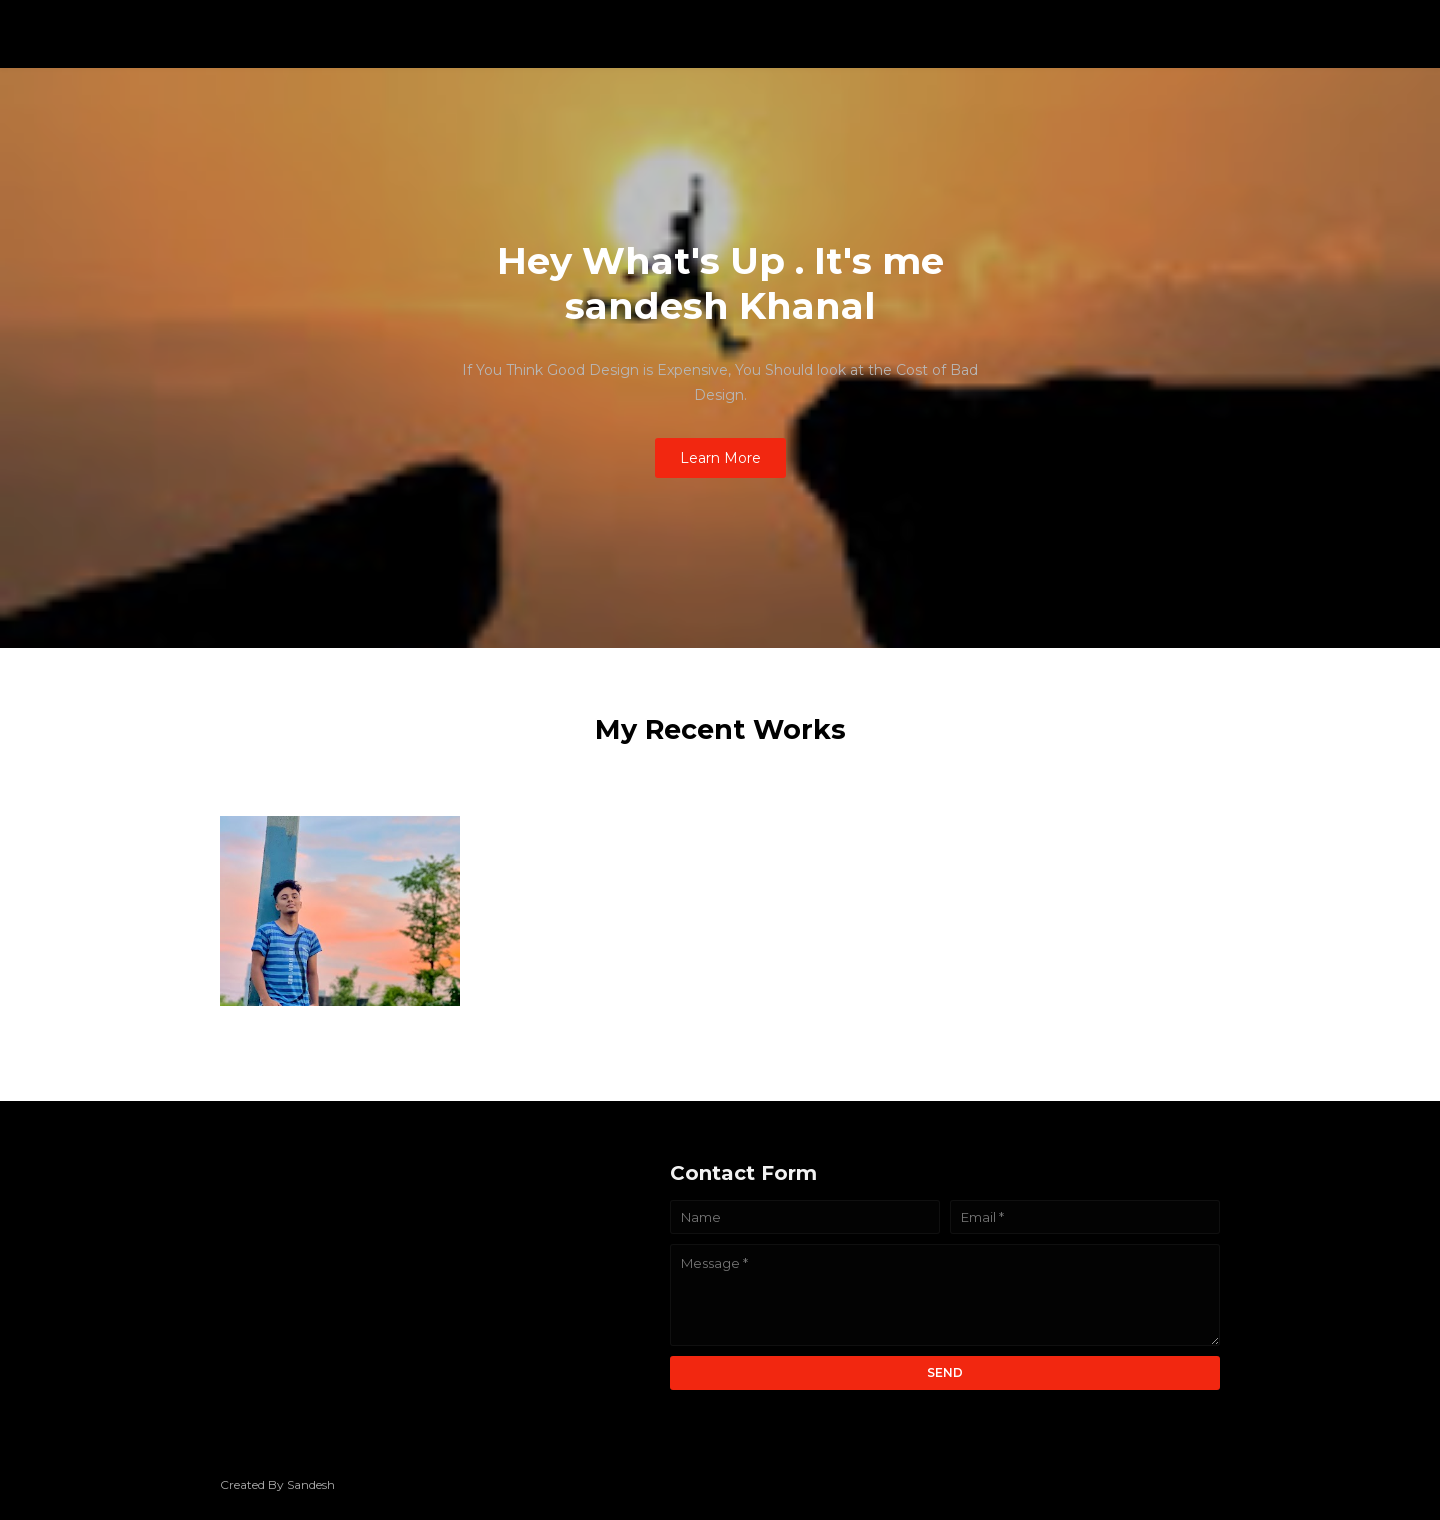 Hey What's Up . It's me
sandesh Khanal
If You Think Good Design is Expensive, You Should look at the Cost of Bad
Design.
Learn More
My Recent Works
Contact Form
Name
Email *
Message *
SEND
Created By Sandesh